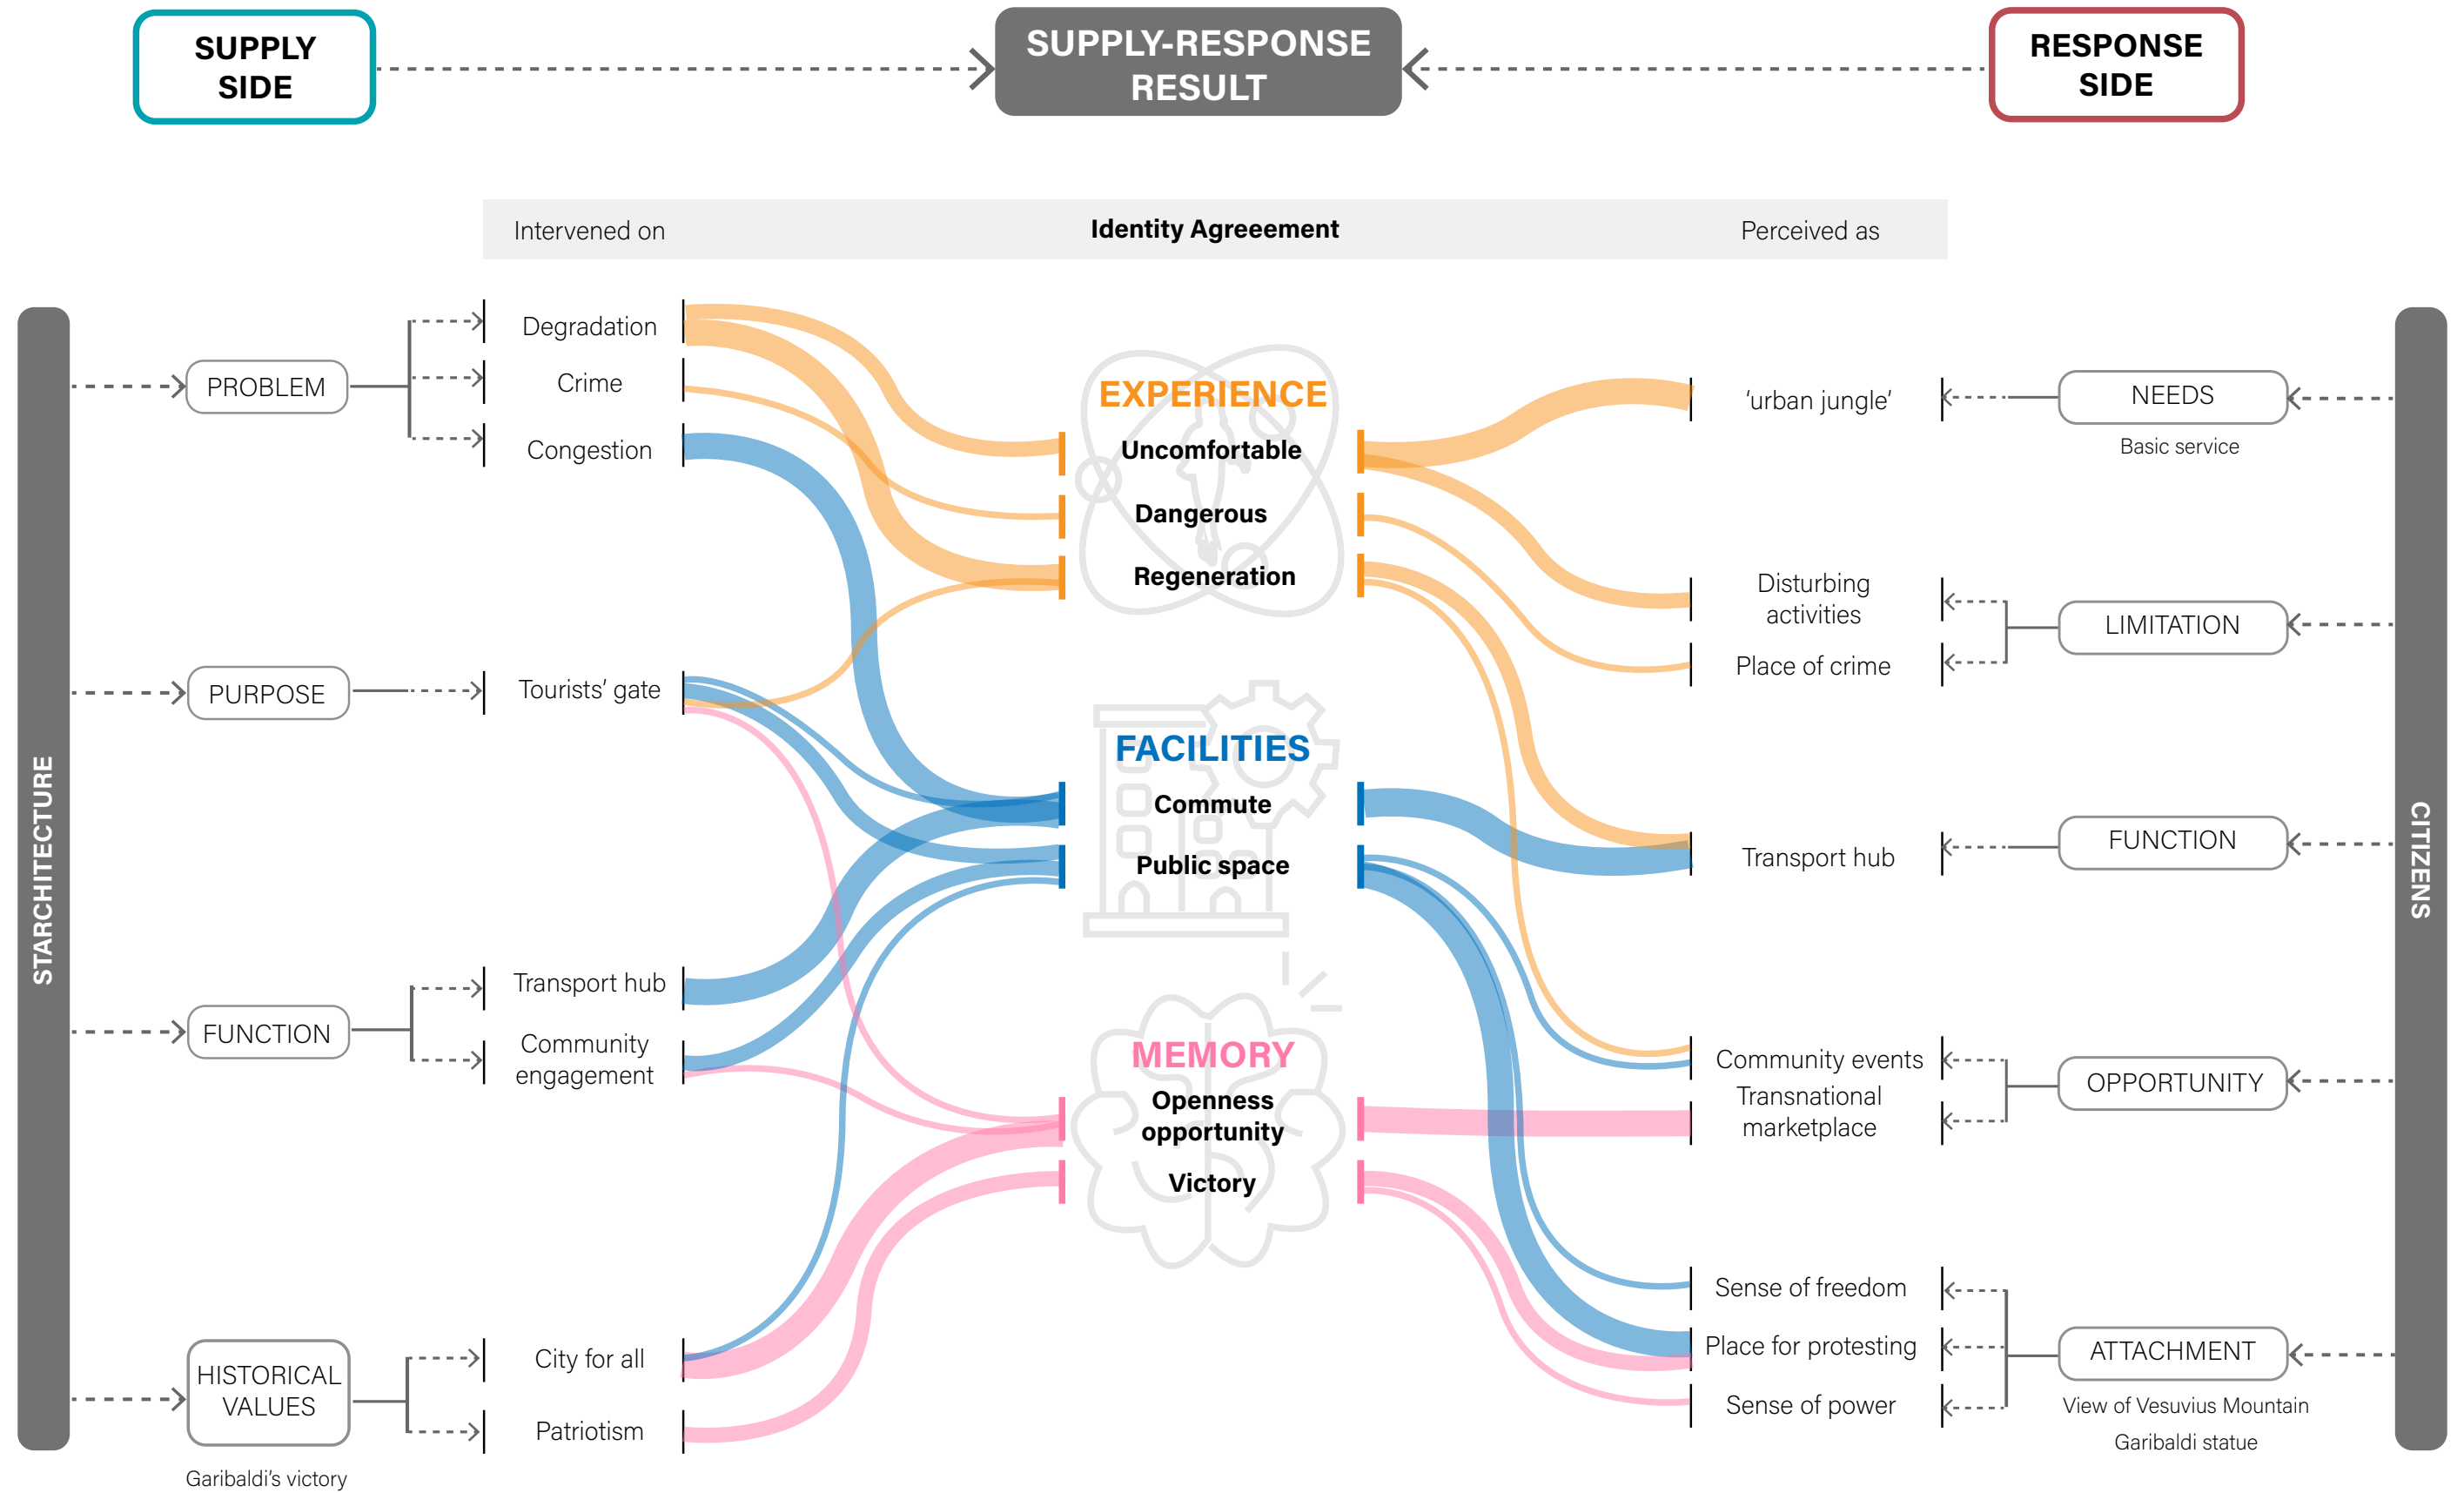 SUPPLY
SIDE
SUPPLY-RESPONSE
RESULT
RESPONSE
SIDE
Intervened on
Identity Agreeement
Perceived as
STARCHITECTURE
PROBLEM
Degradation
Crime
Congestion
PURPOSE
Tourists’ gate
FUNCTION
Transport hub
Community
engagement
HISTORICAL
VALUES
Garibaldi’s victory
City for all
Patriotism
EXPERIENCE
Uncomfortable
Dangerous
Regeneration
FACILITIES
Commute
Public space
MEMORY
Openness
opportunity
Victory
‘urban jungle’
Disturbing
activities
Place of crime
Transport hub
Community events
Transnational
marketplace
Sense of freedom
Place for protesting
Sense of power
NEEDS
Basic service
LIMITATION
FUNCTION
OPPORTUNITY
ATTACHMENT
View of Vesuvius Mountain
Garibaldi statue
CITIZENS